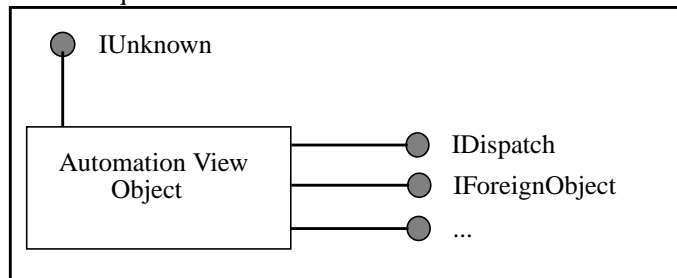 IUnknown
Automation View
Object
IDispatch
IForeignObject
...